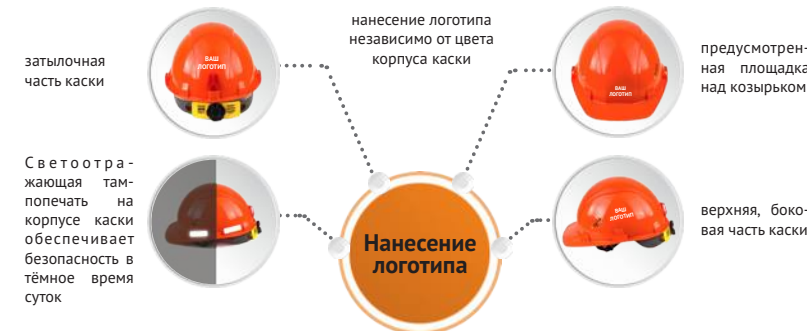 затылочная
часть каски
ВАШ
ЛОГОТИП
нанесение логотипа
независимо от цвета
корпуса каски
ВАШ
ЛОГОТИП
предусмотрен-
ная площадка
над козырьком
Светоотра-
жающая там-
попечать на
корпусе каски
обеспечивает
безопасность в
тёмное время
суток
Нанесение
логотипа
ВАШ
ЛОГОТИП
верхняя, боко-
вая часть каски